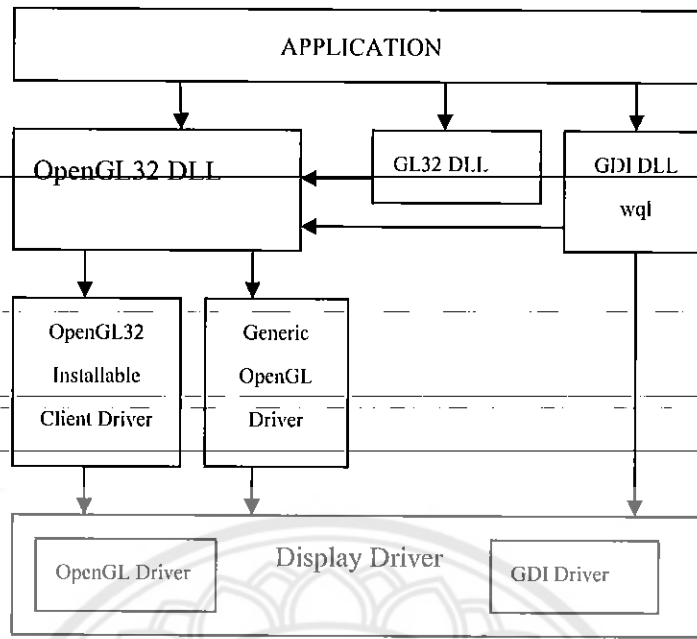 APPLICATION
OpenGL32 DLL
GL32 DLL
GDI DLL
wql
OpenGL32
Installable
Client Driver
Generic
OpenGL
Driver
Display Driver
OpenGL Driver
GDI Driver